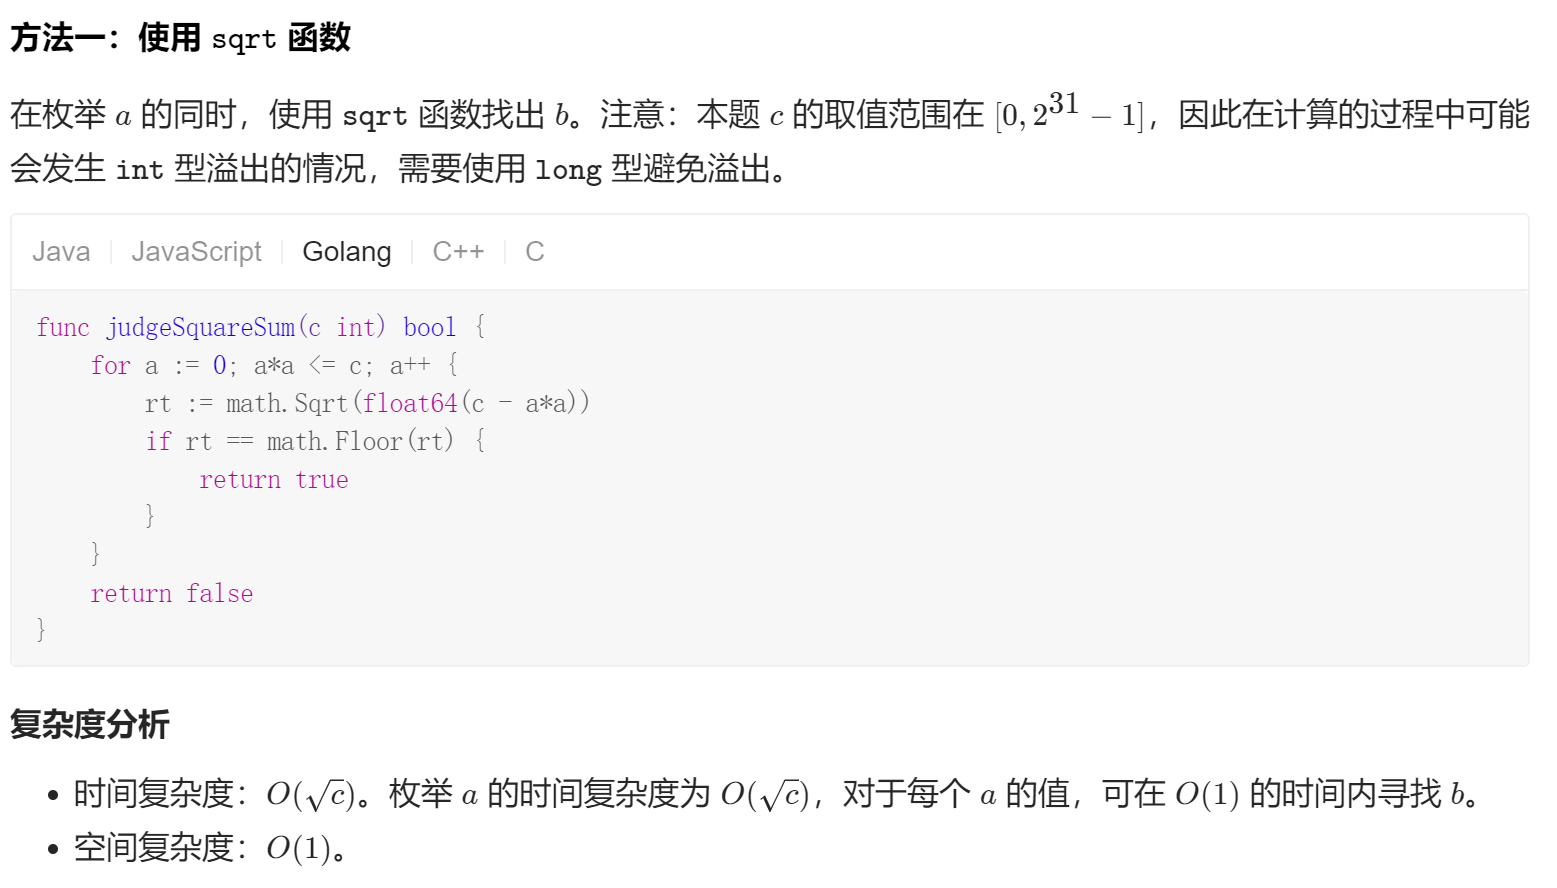 方法一：使用 sqrt 函数
在枚举 a 的同时，使用 sqrt 函数找出 b。注意：本题 c 的取值范围在 [0, 2^31 − 1]，因此在计算的过程中可能
会发生 int 型溢出的情况，需要使用 long 型避免溢出。
Java JavaScript Golang C++ C
func judgeSquareSum(c int) bool {
    for a := 0; a*a <= c; a++ {
        rt := math.Sqrt(float64(c - a*a))
        if rt == math.Floor(rt) {
            return true
        }
    }
    return false
}
复杂度分析
• 时间复杂度：O(√c)。枚举 a 的时间复杂度为 O(√c)，对于每个 a 的值，可在 O(1) 的时间内寻找 b。
• 空间复杂度：O(1)。